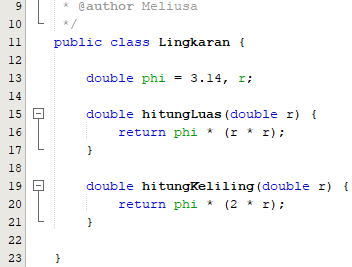 9 * @author Meliusa
10 */
11 public class Lingkaran {
12
13 double phi = 3.14, r;
14
15 double hitungLuas(double r) {
16 return phi * (r * r);
17 }
18
19 double hitungKeliling(double r) {
20 return phi * (2 * r);
21 }
22
23 }